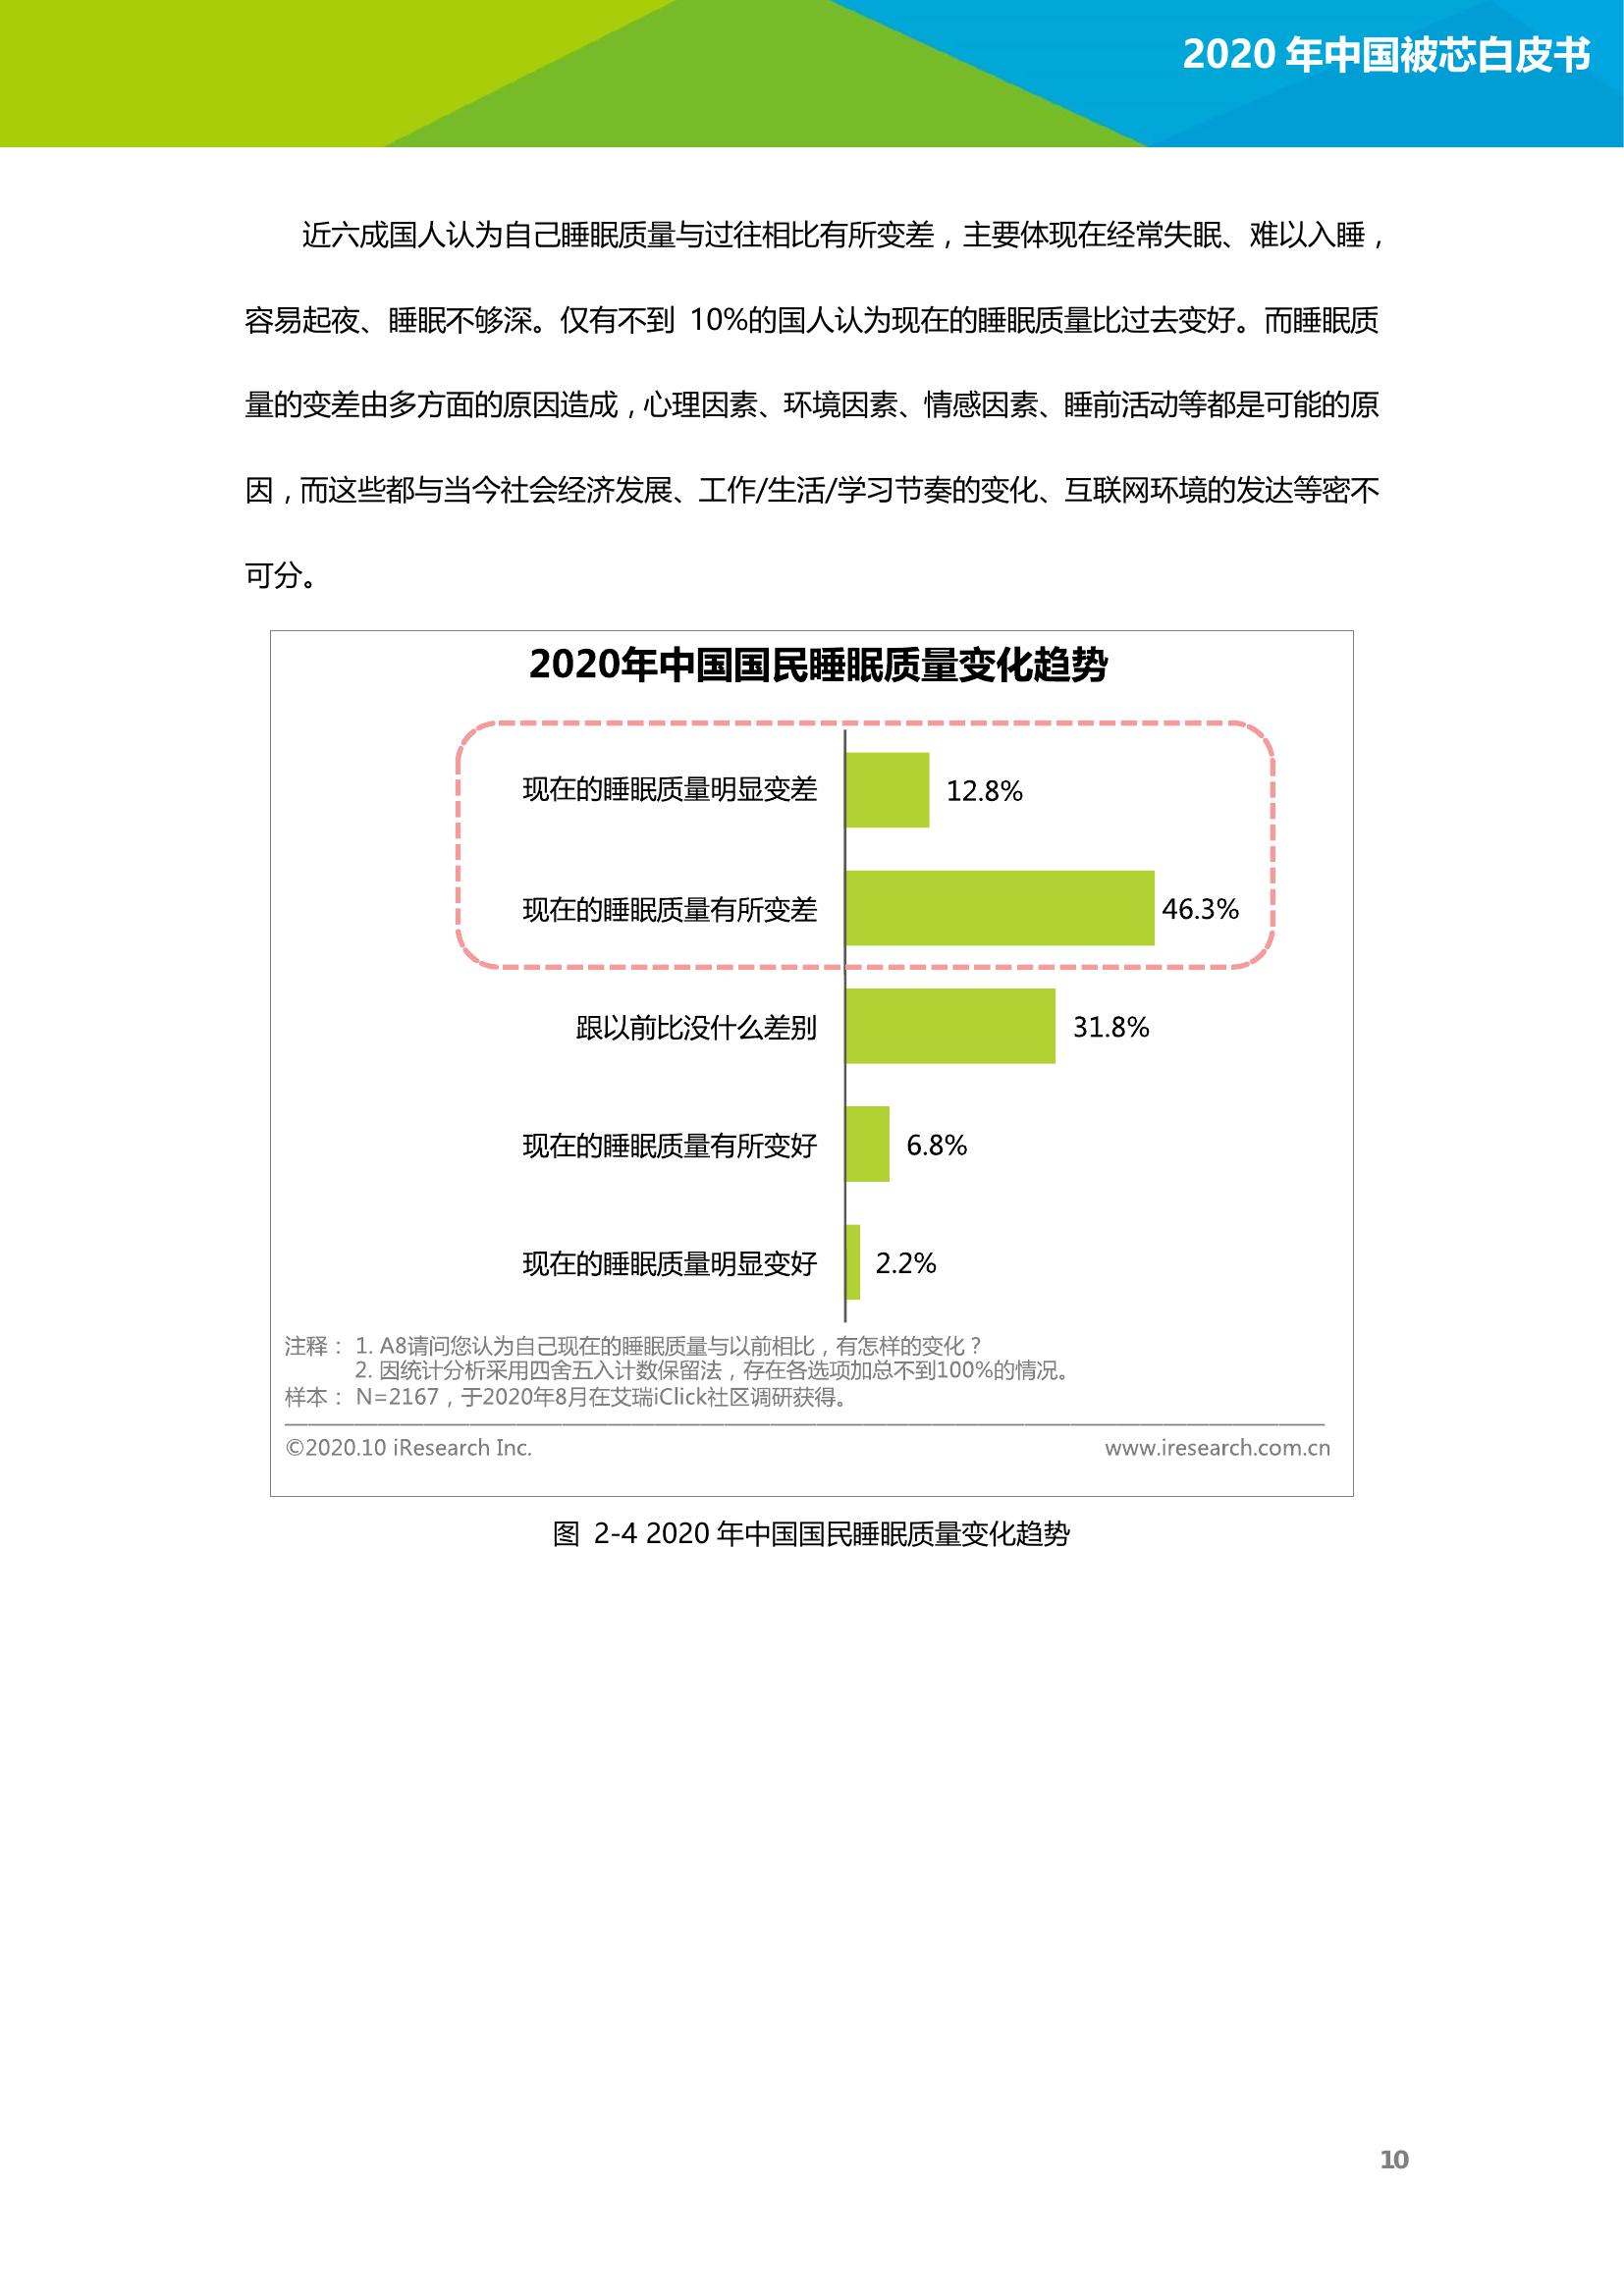 2020 年中国被芯白皮书
近六成国人认为自己睡眠质量与过往相比有所变差，主要体现在经常失眠、难以入睡，
容易起夜、睡眠不够深。仅有不到 10%的国人认为现在的睡眠质量比过去变好。而睡眠质
量的变差由多方面的原因造成，心理因素、环境因素、情感因素、睡前活动等都是可能的原
因，而这些都与当今社会经济发展、工作/生活/学习节奏的变化、互联网环境的发达等密不
可分。
2020年中国国民睡眠质量变化趋势
现在的睡眠质量明显变差 12.8%
现在的睡眠质量有所变差 46.3%
跟以前比没什么差别 31.8%
现在的睡眠质量有所变好 6.8%
现在的睡眠质量明显变好 2.2%
注释： 1. A8请问您认为自己现在的睡眠质量与以前相比，有怎样的变化？
2. 因统计分析采用四舍五入计数保留法，存在各选项加总不到100%的情况。
样本： N=2167，于2020年8月在艾瑞iClick社区调研获得。
©2020.10 iResearch Inc. www.iresearch.com.cn
图 2-4 2020 年中国国民睡眠质量变化趋势
10